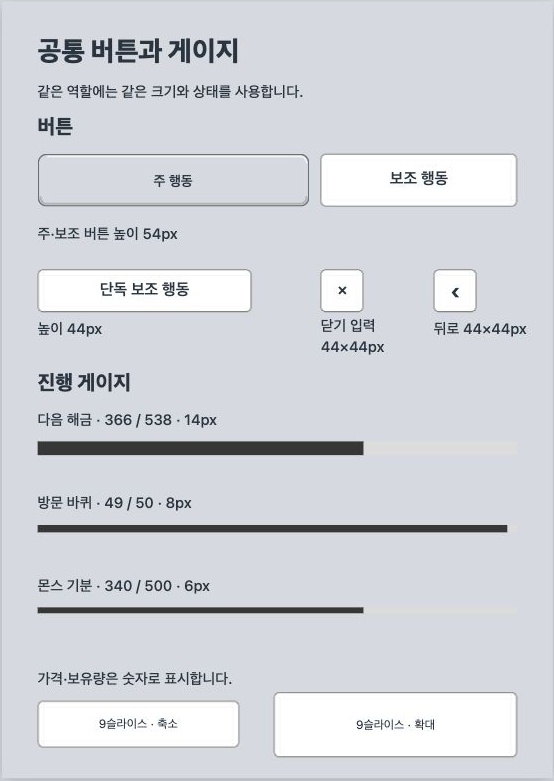 공통 버튼과 게이지
같은 역할에는 같은 크기와 상태를 사용합니다.
버튼
주 행동
보조 행동
주·보조 버튼 높이 54px
단독 보조 행동
×
‹
높이 44px
닫기 입력
44×44px
뒤로 44×44px
진행 게이지
다음 해금 · 366 / 538 · 14px
방문 바퀴 · 49 / 50 · 8px
몬스 기분 · 340 / 500 · 6px
가격·보유량은 숫자로 표시합니다.
9슬라이스 · 축소
9슬라이스 · 확대